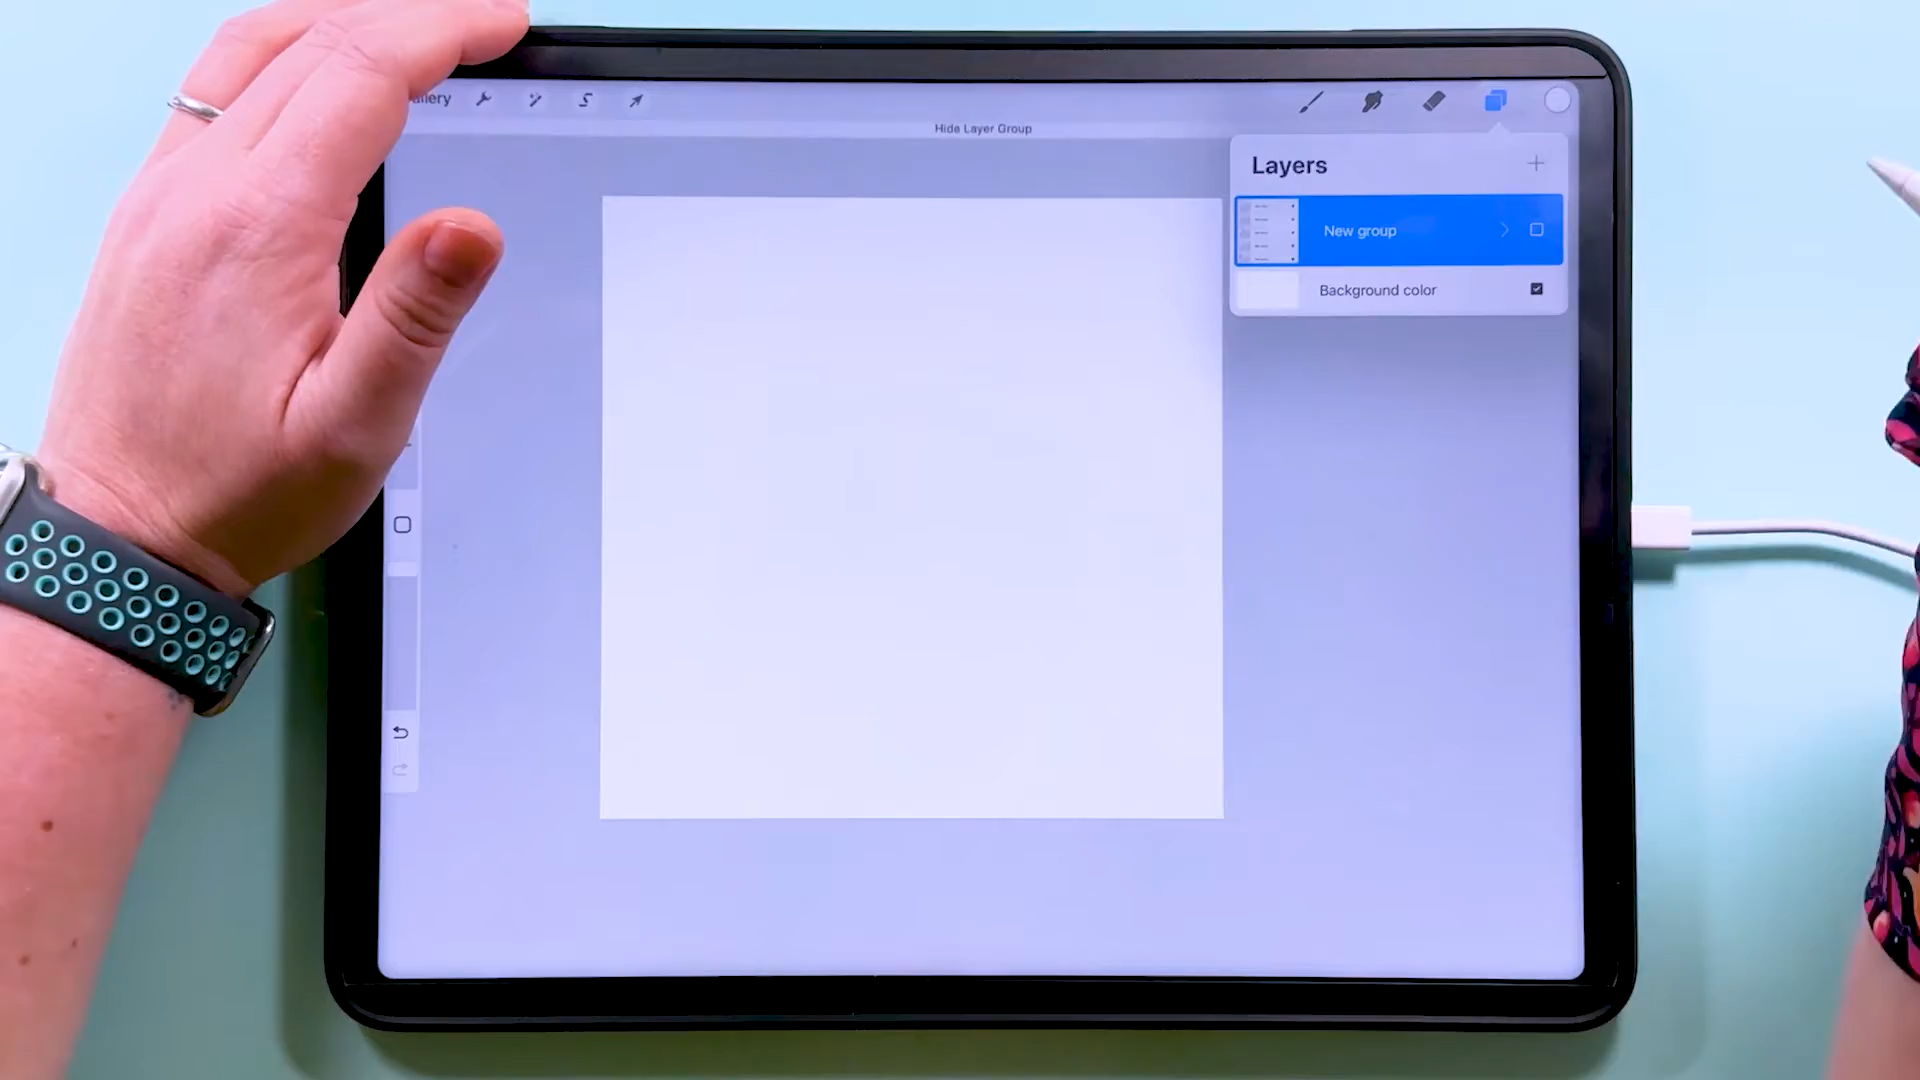 allery
Hide Layer Group
Layers
New group
Background color